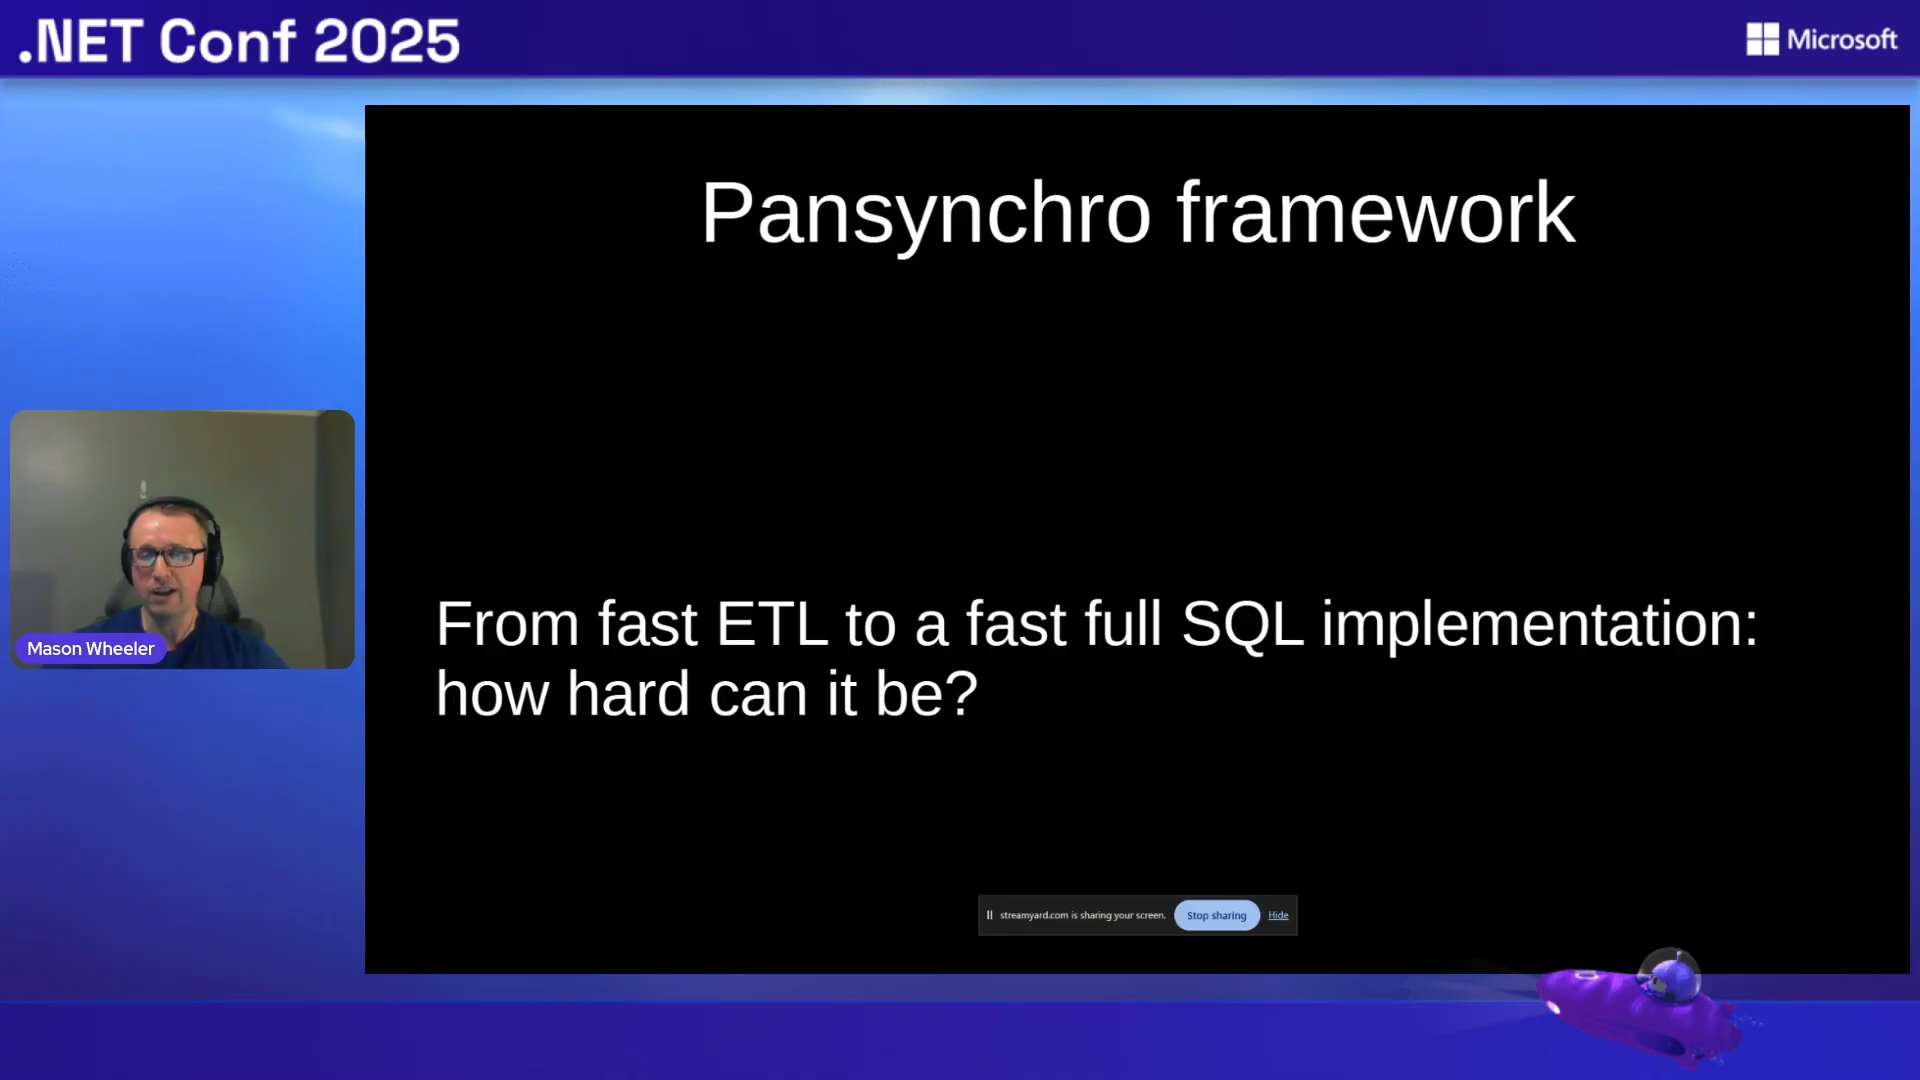 .NET Conf 2025
Microsoft
Pansynchro framework
From fast ETL to a fast full SQL implementation:
how hard can it be?
Mason Wheeler
streamyard.com is sharing your screen. Stop sharing Hide